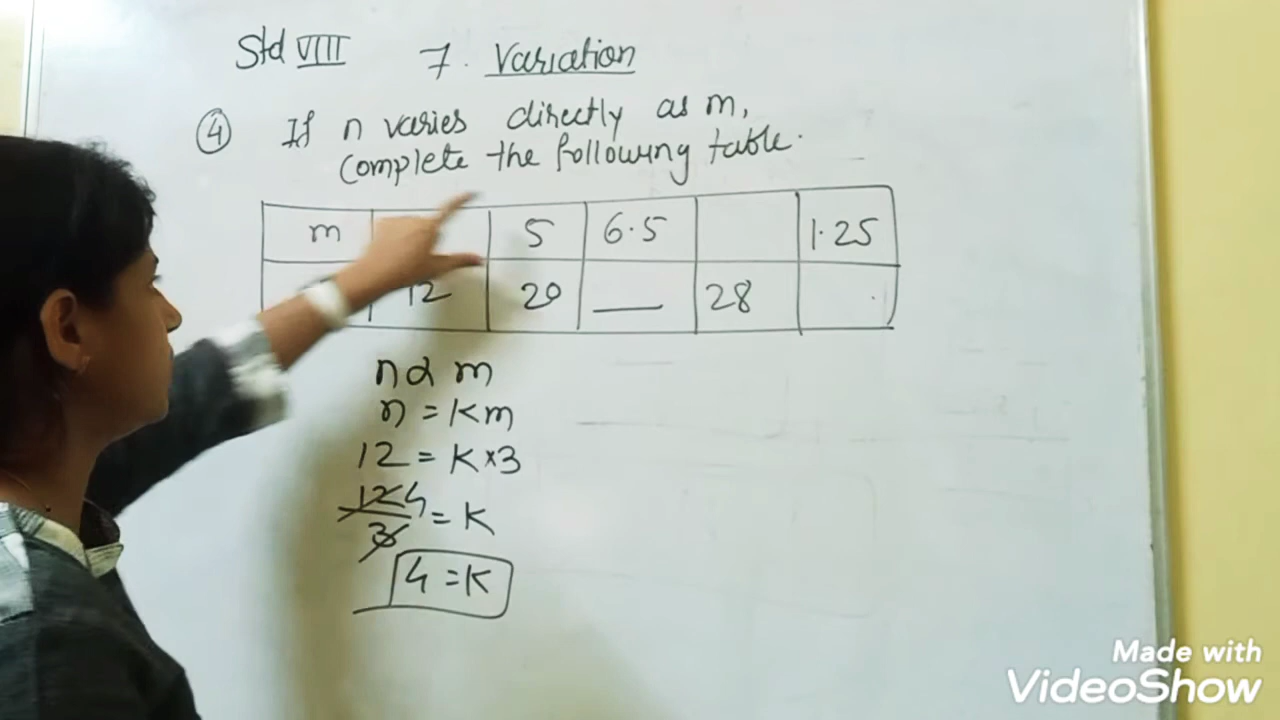 Std VIII 7. Variation
④ If n varies directly as m,
complete the following table.
m 5 6.5 1.25
12 20 __ 28
n α m
n = Km
12 = K×3
12/3 4 = K
4 = K
Made with
VideoShow